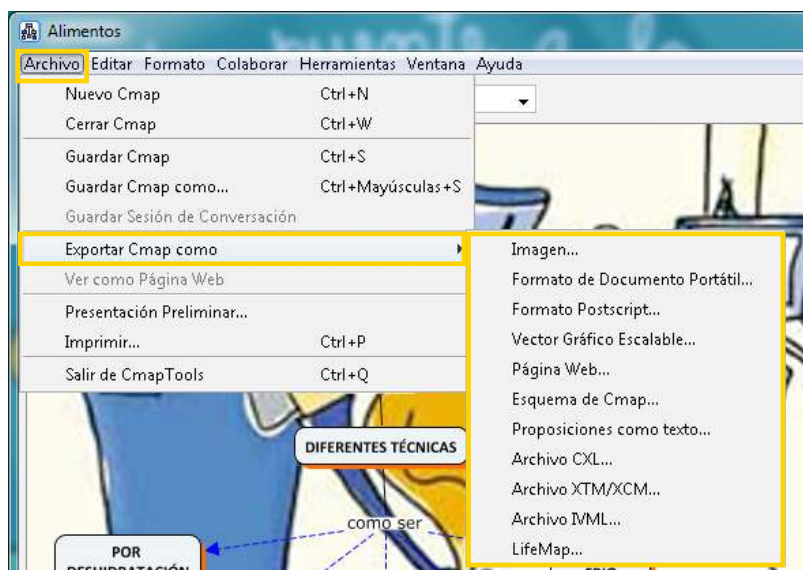 Alimentos
Archivo Editar Formato Colaborar Herramientas Ventana Ayuda
Nuevo Cmap Ctrl+N
Cerrar Cmap Ctrl+W
Guardar Cmap Ctrl+S
Guardar Cmap como... Ctrl+Mayúsculas+S
Guardar Sesión de Conversación
Exportar Cmap como
Ver como Página Web
Presentación Preliminar...
Imprimir... Ctrl+P
Salir de CmapTools Ctrl+Q
Imagen...
Formato de Documento Portátil...
Formato Postscript...
Vector Gráfico Escalable...
Página Web...
Esquema de Cmap...
Proposiciones como texto...
Archivo CXL...
Archivo XTM/XCM...
Archivo IVML...
LifeMap...
DIFERENTES TÉCNICAS
como ser
POR
DESHIDRATACIÓN